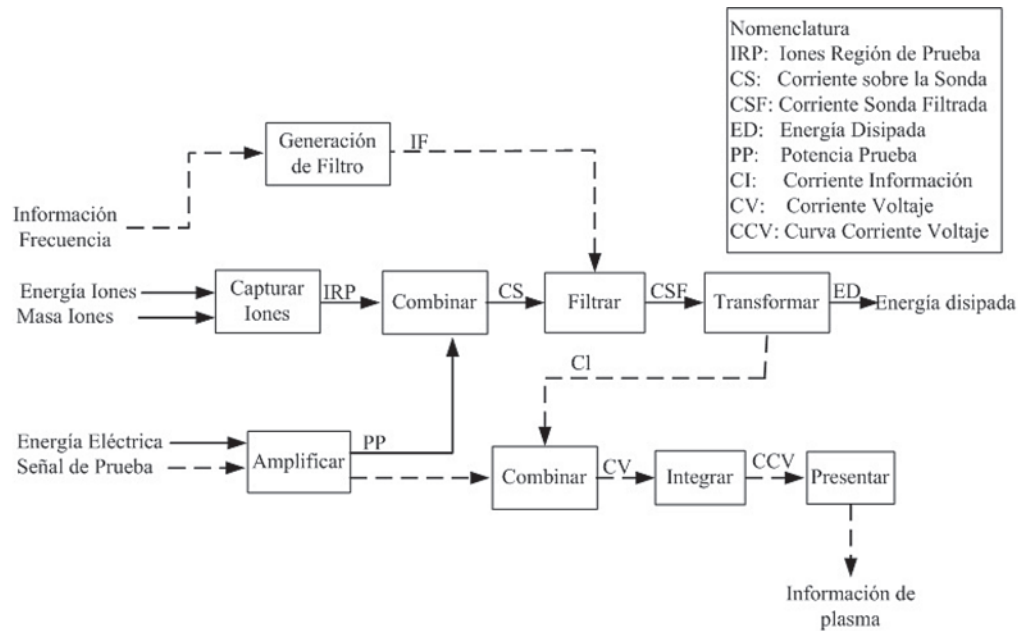 Nomenclatura
IRP: Iones Región de Prueba
CS: Corriente sobre la Sonda
CSF: Corriente Sonda Filtrada
ED: Energía Disipada
PP: Potencia Prueba
CI: Corriente Información
CV: Corriente Voltaje
CCV: Curva Corriente Voltaje
Generación
de Filtro
IF
Información
Frecuencia
Energía Iones
Masa Iones
Capturar
Iones
IRP
Combinar
CS
Filtrar
CSF
Transformar
ED
Energía disipada
CI
Energía Eléctrica
Señal de Prueba
Amplificar
PP
Combinar
CV
Integrar
CCV
Presentar
Información de
plasma